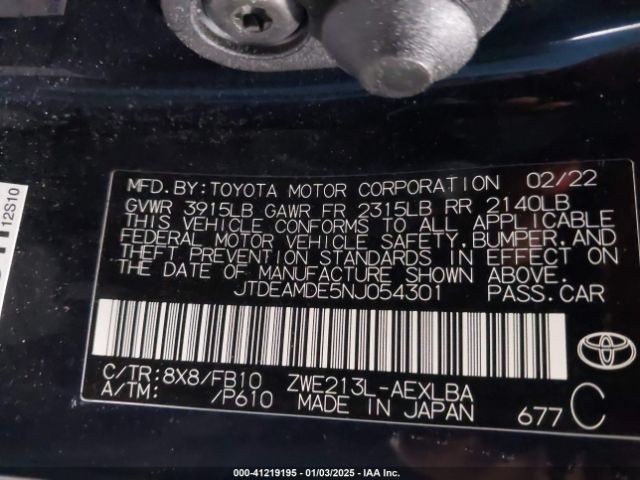 12S10
MFD.BY:TOYOTA MOTOR CORPORATION 02/22
GVWR 3915LB GAWR FR 2315LB RR 2140LB
THIS VEHICLE CONFORMS TO ALL APPLICABLE
FEDERAL MOTOR VEHICLE SAFETY,BUMPER,AND
THEFT PREVENTION STANDARDS IN EFFECT ON
THE DATE OF MANUFACTURE SHOWN ABOVE.
JTDEAMDE5NJ054301 PASS.CAR
C/TR:8X8/FB10 ZWE213L-AEXLBA
A/TM: /P610 MADE IN JAPAN 677 C
000-41219195 - 01/03/2025 - IAAI.COM